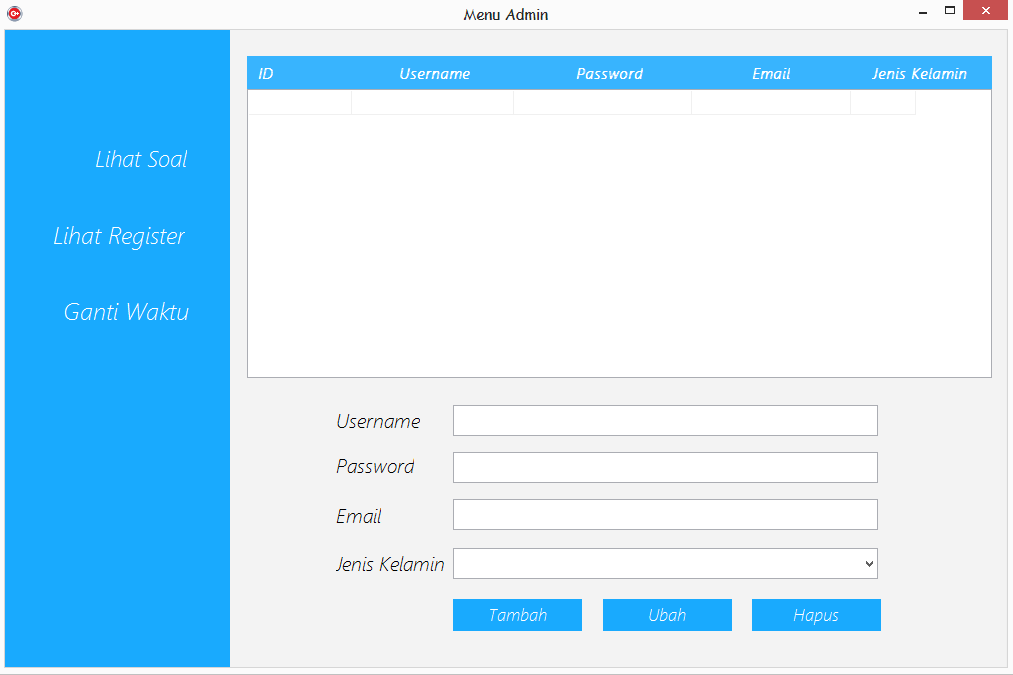 Menu Admin
Lihat Soal
Lihat Register
Ganti Waktu
ID Username Password Email Jenis Kelamin
Username
Password
Email
Jenis Kelamin
Tambah Ubah Hapus